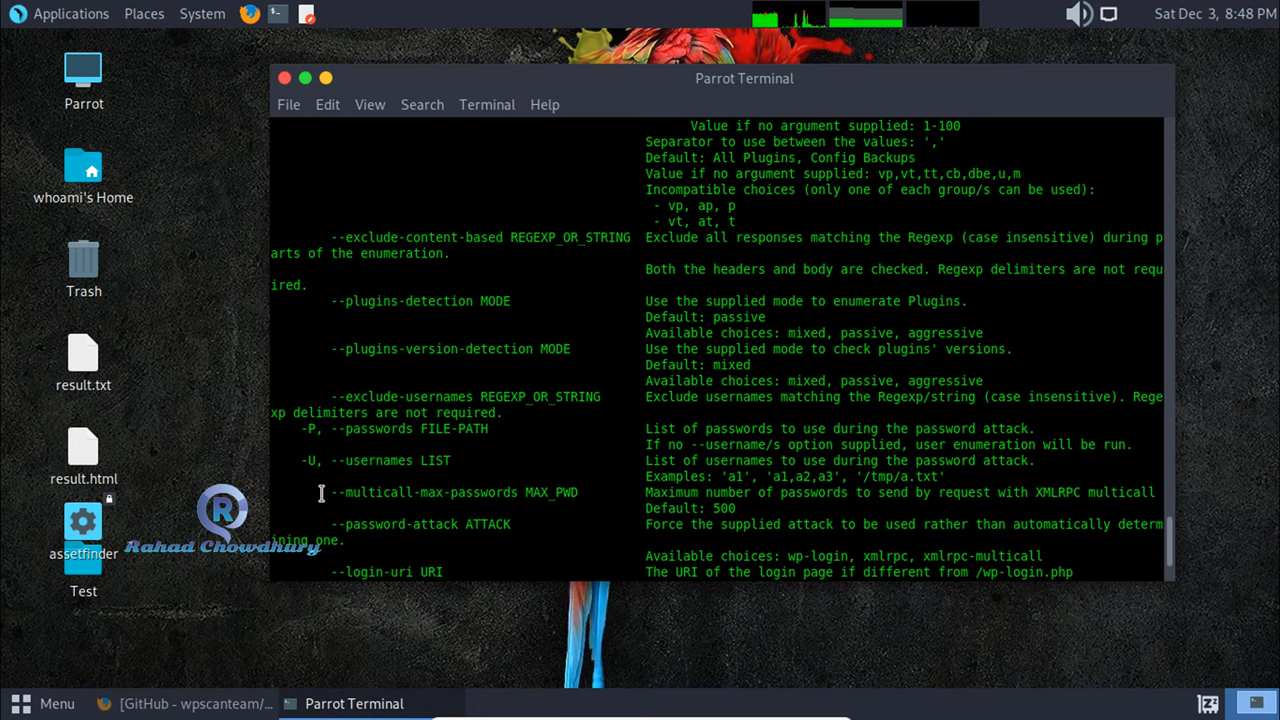 Applications Places System
Sat Dec 3, 8:48 PM
Parrot
whoami's Home
Trash
result.txt
result.html
assetfinder
Test
R
Rahad Chowdhury
Parrot Terminal
File Edit View Search Terminal Help
Value if no argument supplied: 1-100
Separator to use between the values: ','
Default: All Plugins, Config Backups
Value if no argument supplied: vp,vt,tt,cb,dbe,u,m
Incompatible choices (only one of each group/s can be used):
- vp, ap, p
- vt, at, t
--exclude-content-based REGEXP_OR_STRING Exclude all responses matching the Regexp (case insensitive) during p
arts of the enumeration.
Both the headers and body are checked. Regexp delimiters are not requ
ired.
--plugins-detection MODE Use the supplied mode to enumerate Plugins.
Default: passive
Available choices: mixed, passive, aggressive
--plugins-version-detection MODE Use the supplied mode to check plugins' versions.
Default: mixed
Available choices: mixed, passive, aggressive
--exclude-usernames REGEXP_OR_STRING Exclude usernames matching the Regexp/string (case insensitive). Rege
xp delimiters are not required.
-P, --passwords FILE-PATH List of passwords to use during the password attack.
If no --username/s option supplied, user enumeration will be run.
-U, --usernames LIST List of usernames to use during the password attack.
Examples: 'a1', 'a1,a2,a3', '/tmp/a.txt'
--multicall-max-passwords MAX_PWD Maximum number of passwords to send by request with XMLRPC multicall
Default: 500
--password-attack ATTACK Force the supplied attack to be used rather than automatically determ
ining one.
Available choices: wp-login, xmlrpc, xmlrpc-multicall
--login-uri URI The URI of the login page if different from /wp-login.php
Menu [GitHub - wpscanteam/... Parrot Terminal